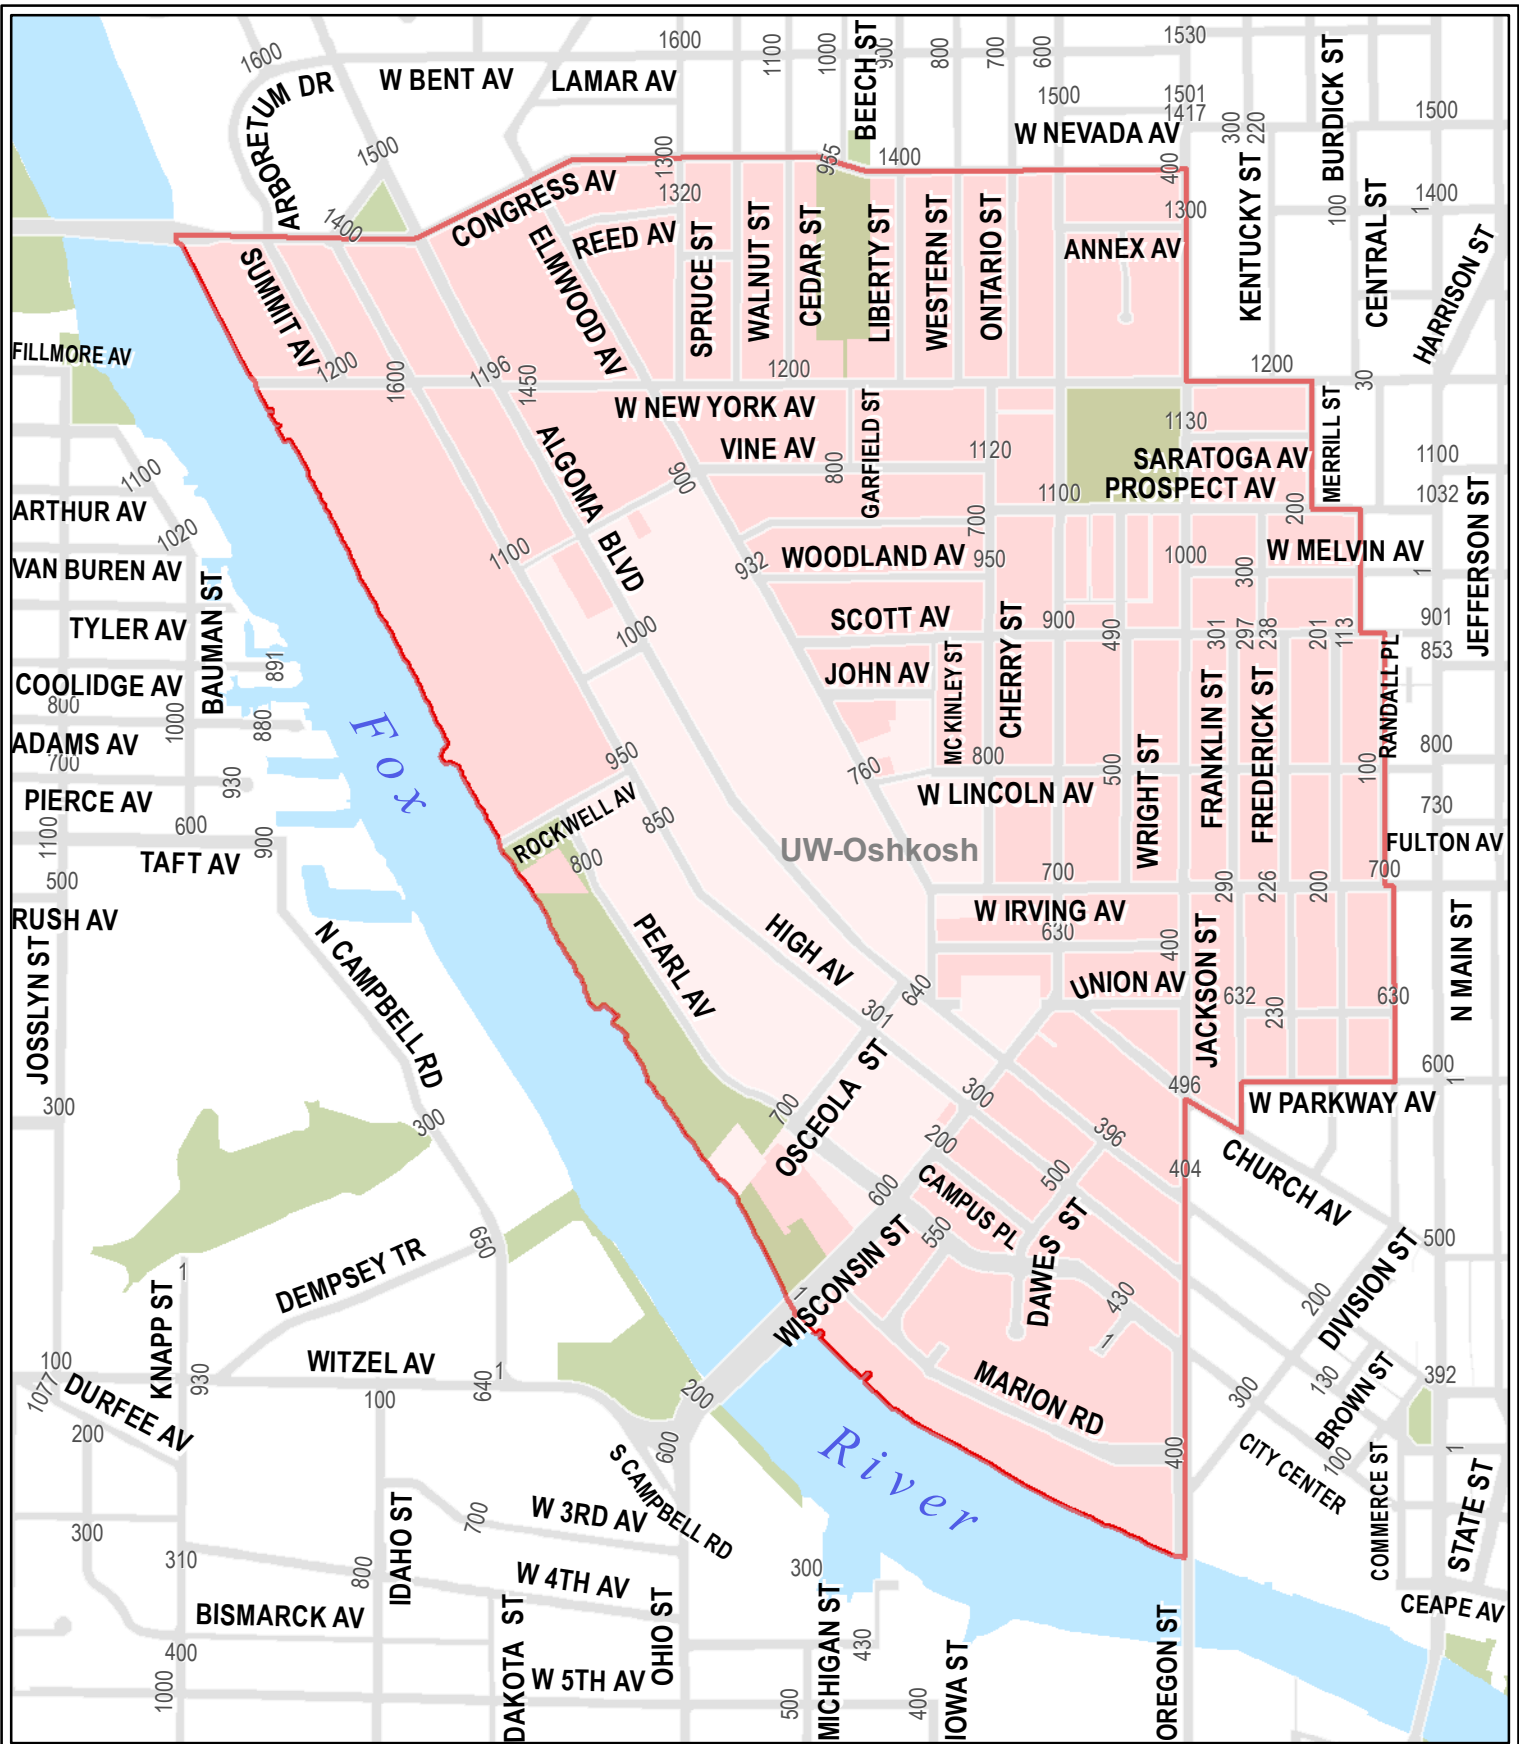 1600
W BENT AV
LAMAR AV
1600
1100
1000
BEECH ST
900
800
700
600
1530
BURDICK ST
ARBORETUM DR
1500
1501
1417
300
220
1500
W NEVADA AV
1500
1300
955
1400
400
KENTUCKY ST
100
CENTRAL ST
1400
1400
CONGRESS AV
1320
REED AV
1300
ANNEX AV
HARRISON ST
SUMMIT AV
ELMWOOD AV
SPRUCE ST
WALNUT ST
CEDAR ST
LIBERTY ST
WESTERN ST
ONTARIO ST
FILLMORE AV
1200
1600
1196
1450
1200
1200
30
W NEW YORK AV
GARFIELD ST
MERRILL ST
ALGOMA BLVD
VINE AV
800
1120
1130
SARATOGA AV
1100
1100
900
1100
PROSPECT AV
200
1032
JEFFERSON ST
ARTHUR AV
1020
1100
932
700
WOODLAND AV
950
1000
300
W MELVIN AV
1
VAN BUREN AV
BAUMAN ST
TYLER AV
1000
SCOTT AV
CHERRY ST
900
490
301
297
238
201
113
901
RANDALL PL
853
891
COOLIDGE AV
JOHN AV
MC KINLEY ST
FRANKLIN ST
FREDERICK ST
800
1000
880
Fox
ADAMS AV
700
930
950
760
800
500
WRIGHT ST
100
800
W LINCOLN AV
PIERCE AV
600
ROCKWELL AV
850
730
1100
TAFT AV
900
800
UW-Oshkosh
FULTON AV
500
700
290
226
200
700
RUSH AV
W IRVING AV
630
400
JOSSLYN ST
N CAMPBELL RD
PEARL AV
HIGH AV
640
UNION AV
JACKSON ST
632
230
630
N MAIN ST
301
OSCEOLA ST
600
1
300
300
700
300
496
W PARKWAY AV
200
396
CHURCH AV
600
CAMPUS PL
500
404
DAWES ST
500
650
DEMPSEY TR
WISCONSIN ST
550
DIVISION ST
KNAPP ST
1
1
430
1
200
100
WITZEL AV
930
640
1
MARION RD
130
BROWN ST
392
1077
DURFEE AV
100
200
300
CITY CENTER
100
200
600
S CAMPBELL RD
River
400
COMMERCE ST
1
STATE ST
W 3RD AV
700
300
310
800
IDAHO ST
W 4TH AV
300
CEAPE AV
BISMARCK AV
DAKOTA ST
OHIO ST
MICHIGAN ST
430
IOWA ST
OREGON ST
400
1000
W 5TH AV
500
400